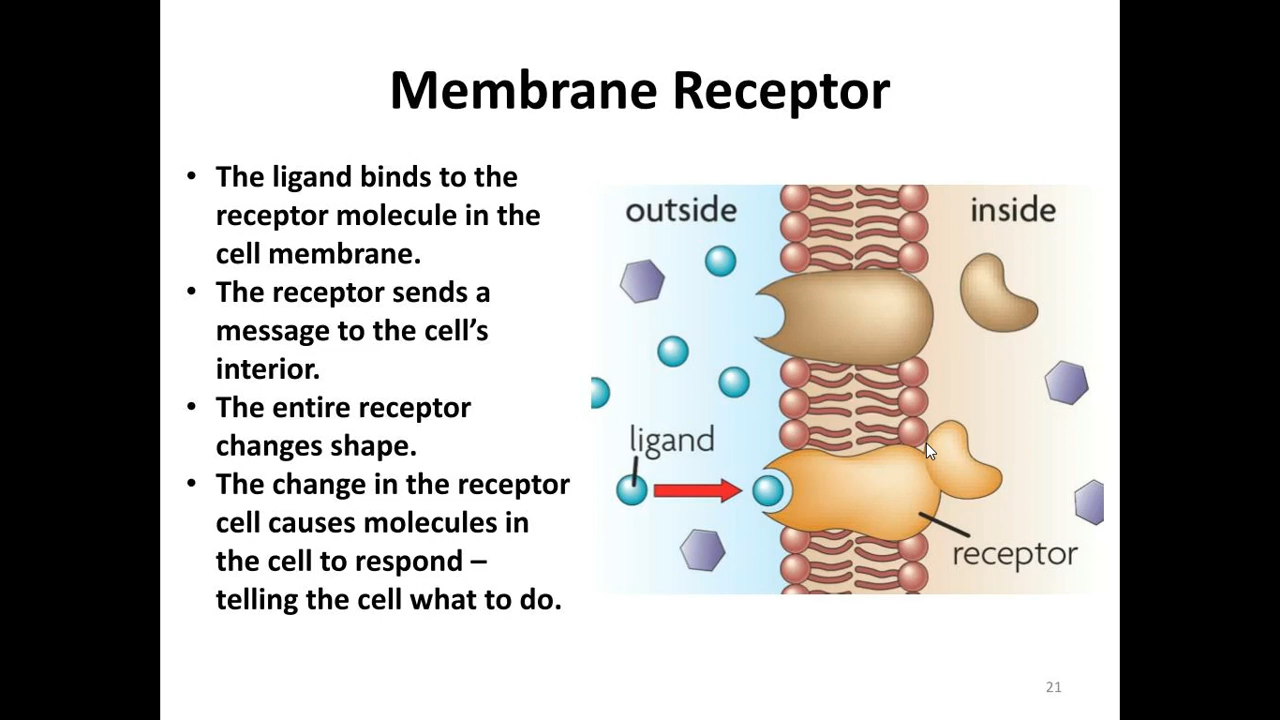 Membrane Receptor
• The ligand binds to the
receptor molecule in the
cell membrane.
• The receptor sends a
message to the cell’s
interior.
• The entire receptor
changes shape.
• The change in the receptor
cell causes molecules in
the cell to respond –
telling the cell what to do.
outside
inside
ligand
receptor
21